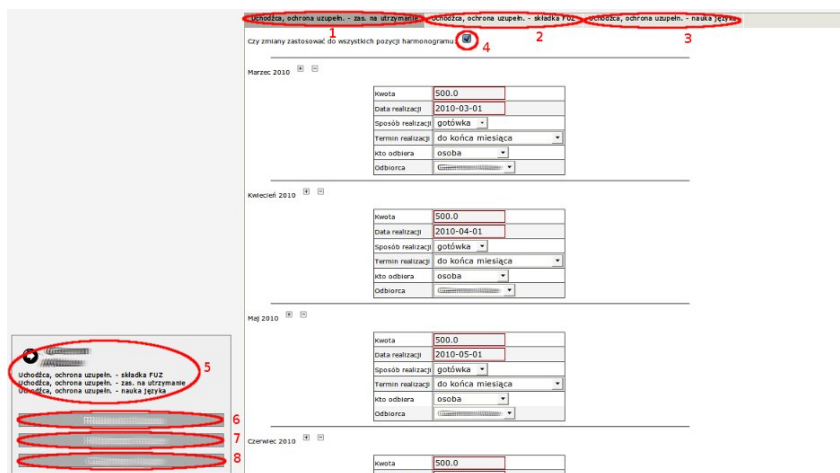 Uchodźca, ochrona uzupełn. - zas. na utrzymanie
Uchodźca, ochrona uzupełn. - składka FUZ
Uchodźca, ochrona uzupełn. - nauka języka
1
2
3
Czy zmiany zastosować do wszystkich pozycji harmonogramu:
4
Marzec 2010
Kwota 500.0
Data realizacji 2010-03-01
Sposób realizacji gotówka
Termin realizacji do końca miesiąca
Kto odbiera osoba
Odbiorca
Kwiecień 2010
Kwota 500.0
Data realizacji 2010-04-01
Sposób realizacji gotówka
Termin realizacji do końca miesiąca
Kto odbiera osoba
Odbiorca
Maj 2010
Kwota 500.0
Data realizacji 2010-05-01
Sposób realizacji gotówka
Termin realizacji do końca miesiąca
Kto odbiera osoba
Odbiorca
Czerwiec 2010
Kwota 500.0
5
Uchodźca, ochrona uzupełn. - składka FUZ
Uchodźca, ochrona uzupełn. - zas. na utrzymanie
Uchodźca, ochrona uzupełn. - nauka języka
6
7
8